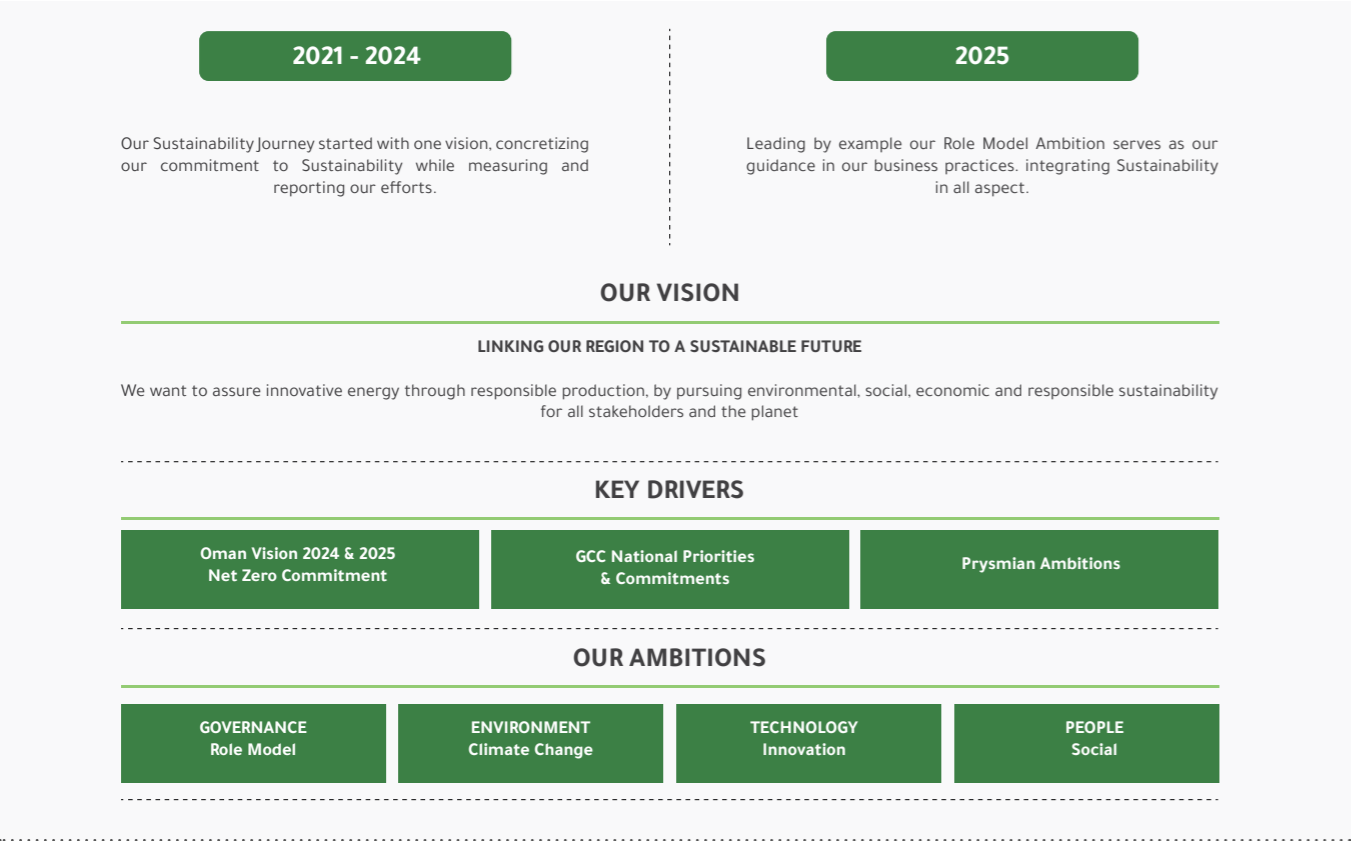 2021 - 2024
Our Sustainability Journey started with one vision, concretizing
our commitment to Sustainability while measuring and
reporting our efforts.
2025
Leading by example our Role Model Ambition serves as our
guidance in our business practices. integrating Sustainability
in all aspect.
OUR VISION
LINKING OUR REGION TO A SUSTAINABLE FUTURE
We want to assure innovative energy through responsible production, by pursuing environmental, social, economic and responsible sustainability
for all stakeholders and the planet
KEY DRIVERS
Oman Vision 2024 & 2025
Net Zero Commitment
GCC National Priorities
& Commitments
Prysmian Ambitions
OUR AMBITIONS
GOVERNANCE
Role Model
ENVIRONMENT
Climate Change
TECHNOLOGY
Innovation
PEOPLE
Social